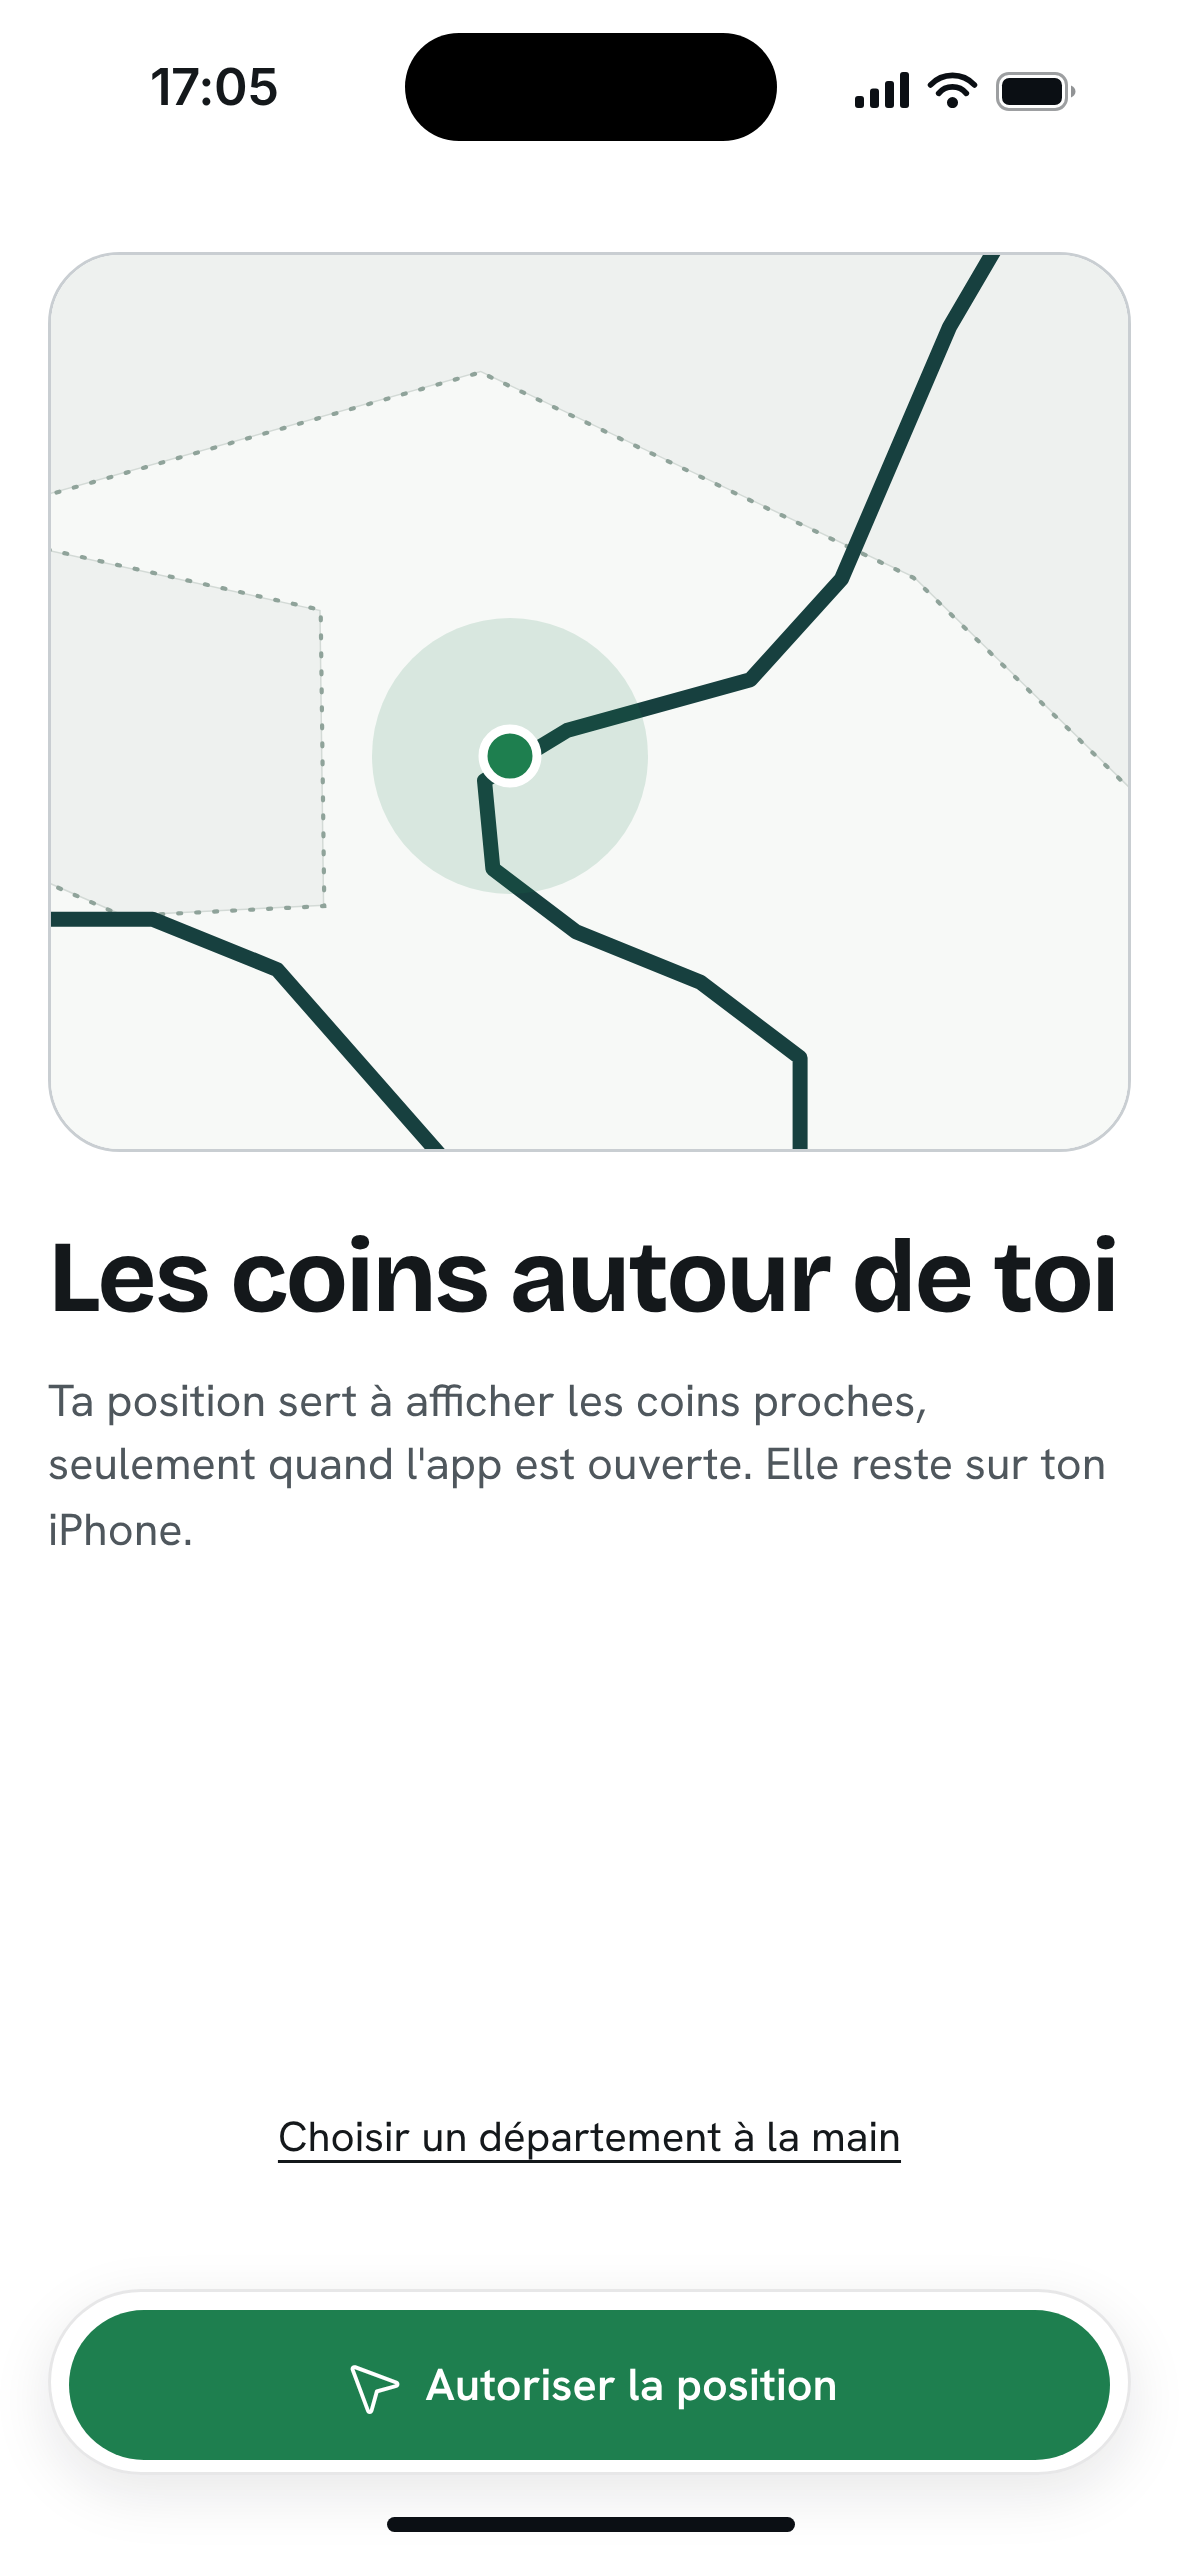 17:05
Les coins autour de toi
Ta position sert à afficher les coins proches,
seulement quand l'app est ouverte. Elle reste sur ton
iPhone.
Choisir un département à la main
Autoriser la position